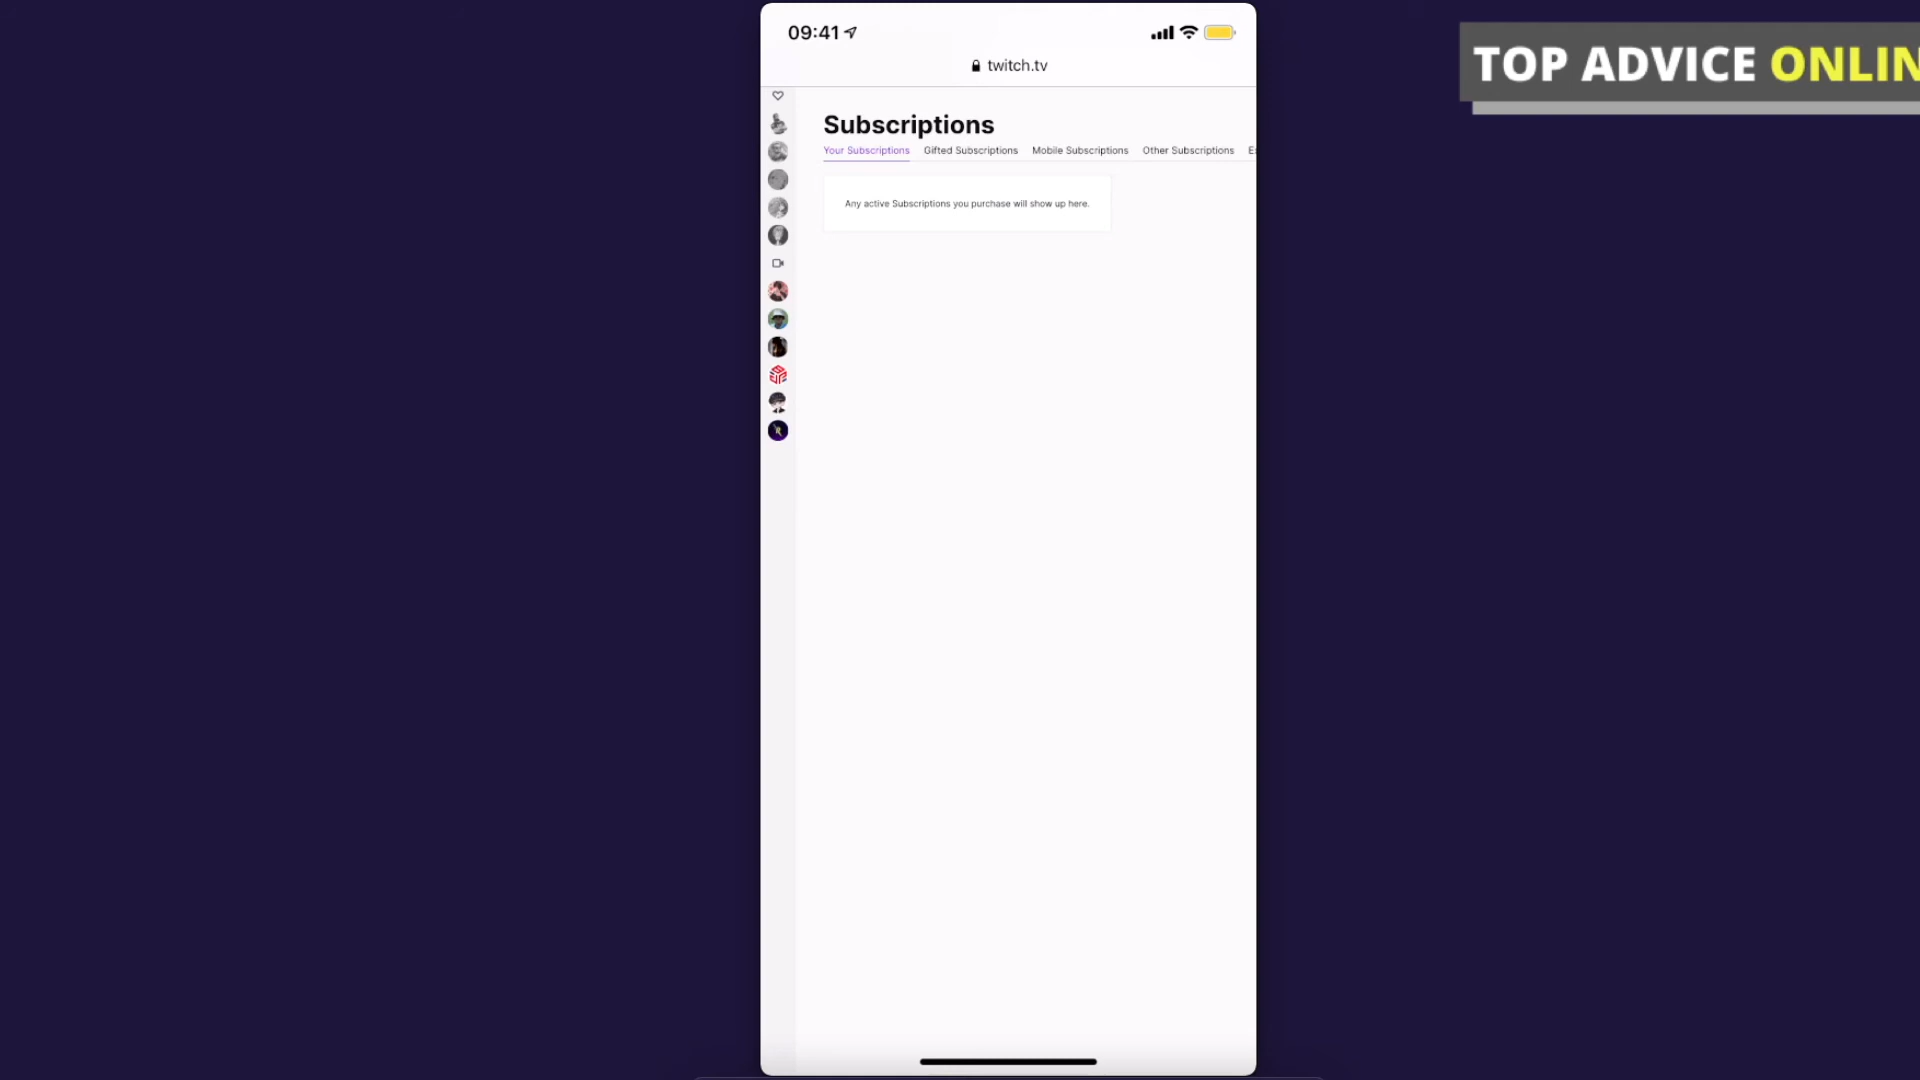 09:41
twitch.tv
TOP ADVICE ONLIN
Subscriptions
Your Subscriptions Gifted Subscriptions Mobile Subscriptions Other Subscriptions
Any active Subscriptions you purchase will show up here.